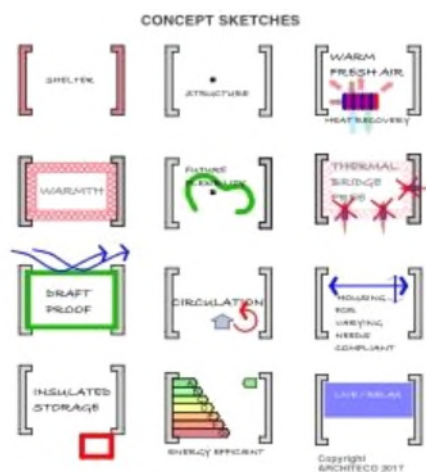 CONCEPT SKETCHES
SHELTER
STRUCTURE
WARM
FRESH AIR
HEAT RECOVERY
WARMTH
FUTURE
FLEXIBILITY
THERMAL
BRIDGE
FREE
DRAFT
PROOF
CIRCULATION
HOUSING
FOR
VARYING
NEEDS
COMPLIANT
INSULATED
STORAGE
ENERGY EFFICIENT
LIVE / RELAX
Copyright
ARCHITECO 2017